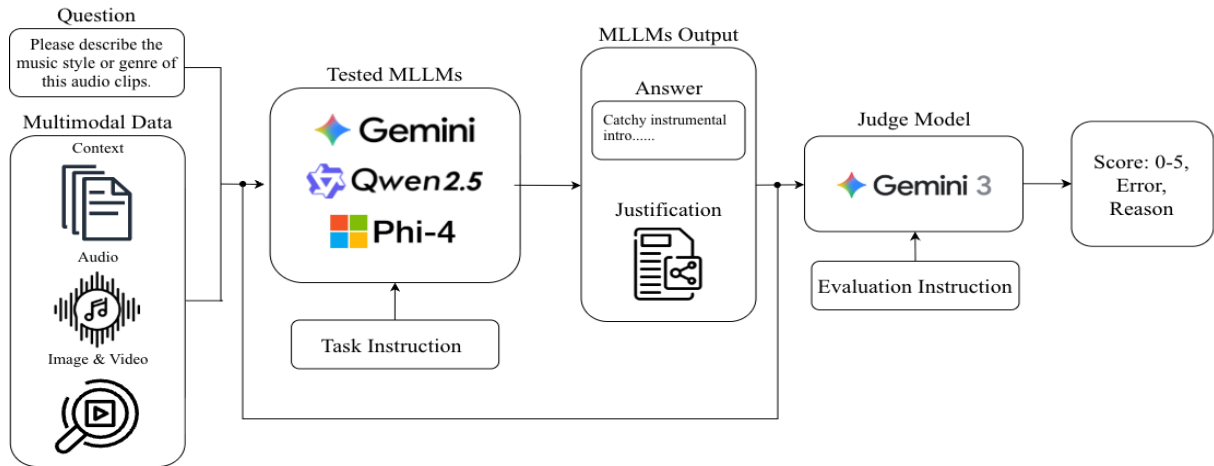 Question
Please describe the
music style or genre of
this audio clips.
Multimodal Data
Context
Audio
Image & Video
Tested MLLMs
Gemini
Qwen2.5
Phi-4
Task Instruction
MLLMs Output
Answer
Catchy instrumental
intro......
Justification
Judge Model
Gemini 3
Evaluation Instruction
Score: 0-5,
Error,
Reason